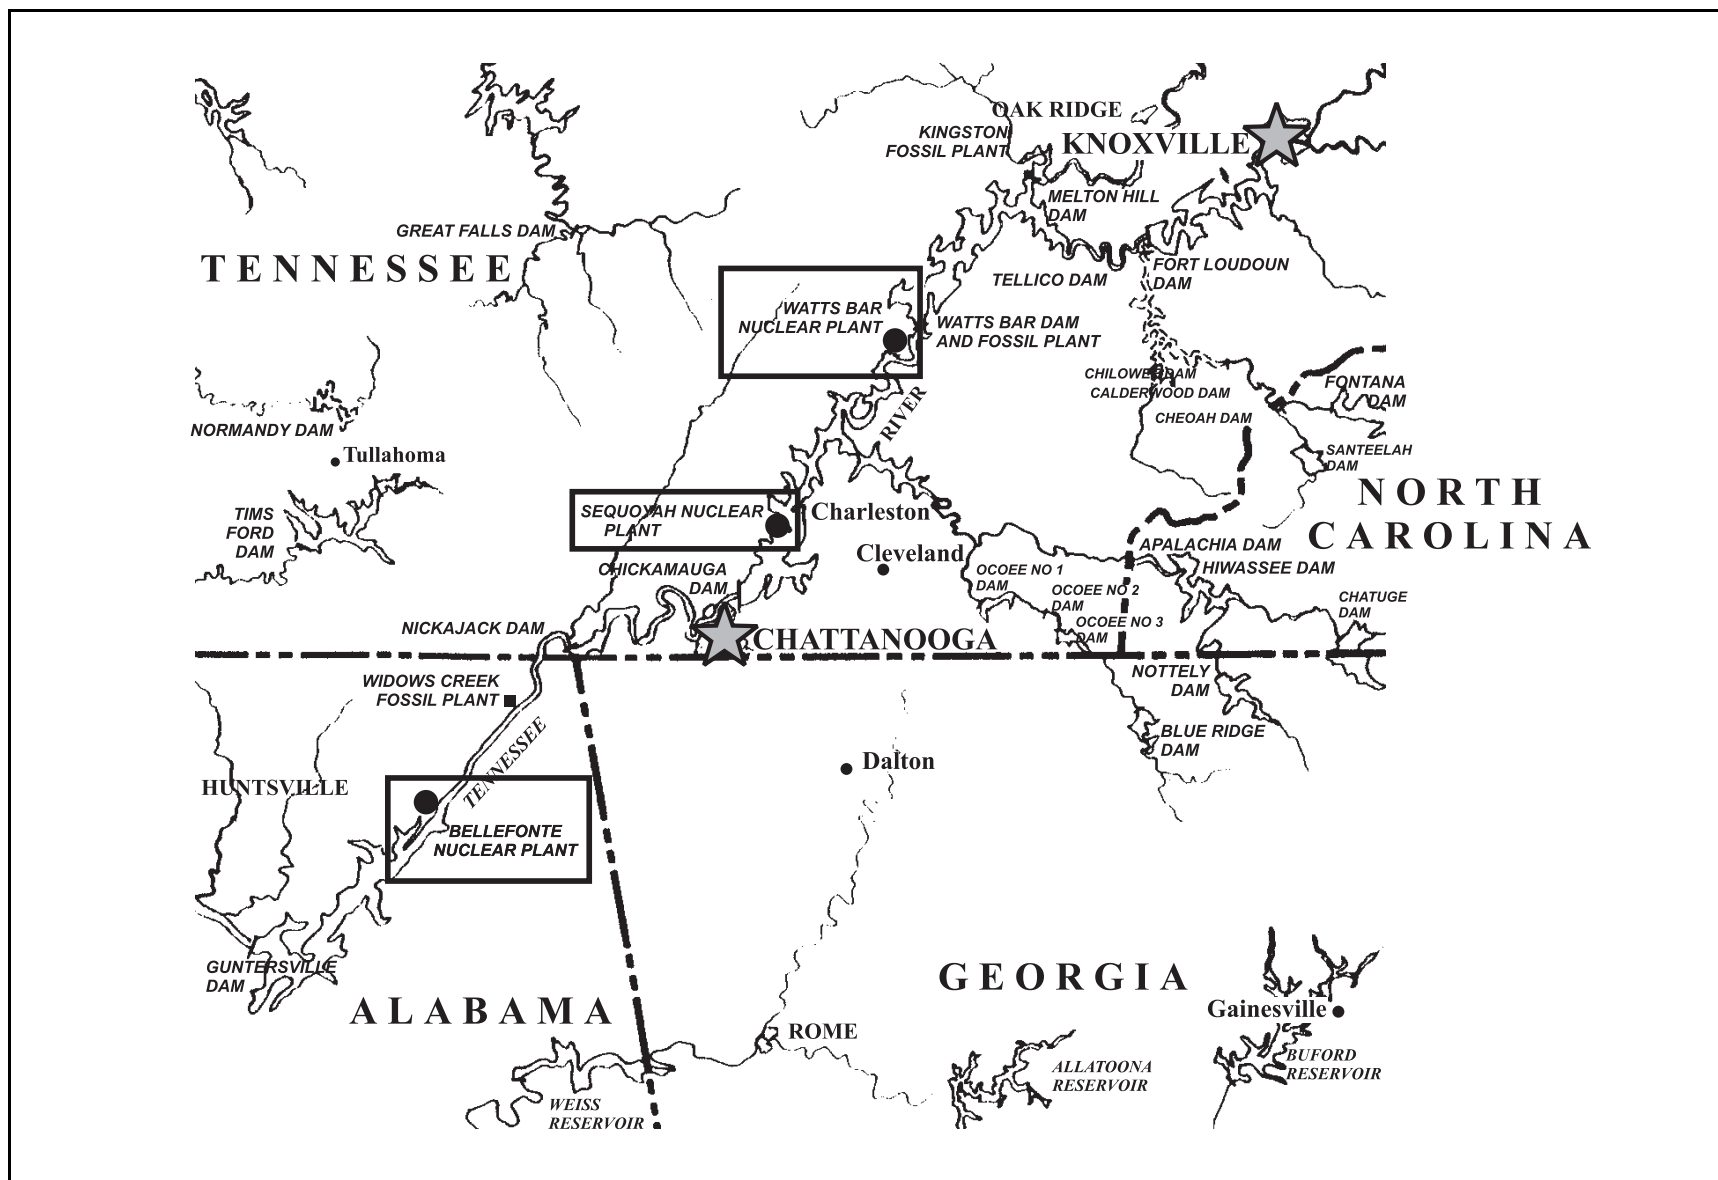 OAK RIDGE
KINGSTON
FOSSIL PLANT
KNOXVILLE
MELTON HILL
DAM
GREAT FALLS DAM
TENNESSEE
TELLICO DAM
FORT LOUDOUN
DAM
WATTS BAR
NUCLEAR PLANT
WATTS BAR DAM
AND FOSSIL PLANT
CHILOWEE DAM
CALDERWOOD DAM
CHEOAH DAM
FONTANA
DAM
NORMANDY DAM
Tullahoma
RIVER
SANTEELAH
DAM
NORTH
CAROLINA
TIMS
FORD
DAM
SEQUOYAH NUCLEAR
PLANT
Charleston
Cleveland
APALACHIA DAM
HIWASSEE DAM
CHICKAMAUGA
DAM
OCOEE NO 1
DAM
OCOEE NO 2
DAM
OCOEE NO 3
DAM
CHATUGE
DAM
NICKAJACK DAM
CHATTANOOGA
WIDOWS CREEK
FOSSIL PLANT
NOTTELY
DAM
BLUE RIDGE
DAM
TENNESSEE
Dalton
HUNTSVILLE
BELLEFONTE
NUCLEAR PLANT
GUNTERSVILLE
DAM
ALABAMA
GEORGIA
Gainesville
ROME
WEISS
RESERVOIR
ALLATOONA
RESERVOIR
BUFORD
RESERVOIR